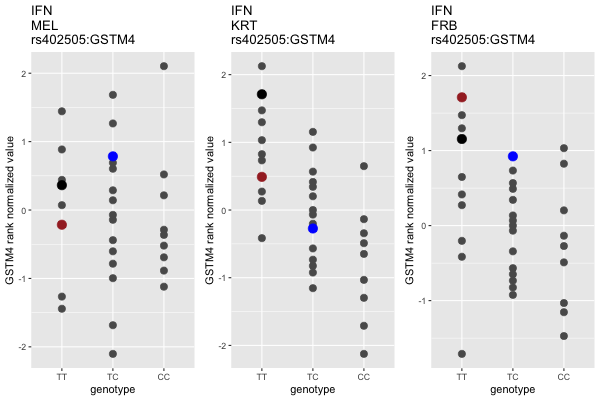 IFN
MEL
rs402505:GSTM4
GSTM4 rank normalized value
2
1
0
-1
-2
TT TC CC
genotype
IFN
KRT
rs402505:GSTM4
GSTM4 rank normalized value
2
1
0
-1
-2
TT TC CC
genotype
IFN
FRB
rs402505:GSTM4
GSTM4 rank normalized value
2
1
0
-1
TT TC CC
genotype